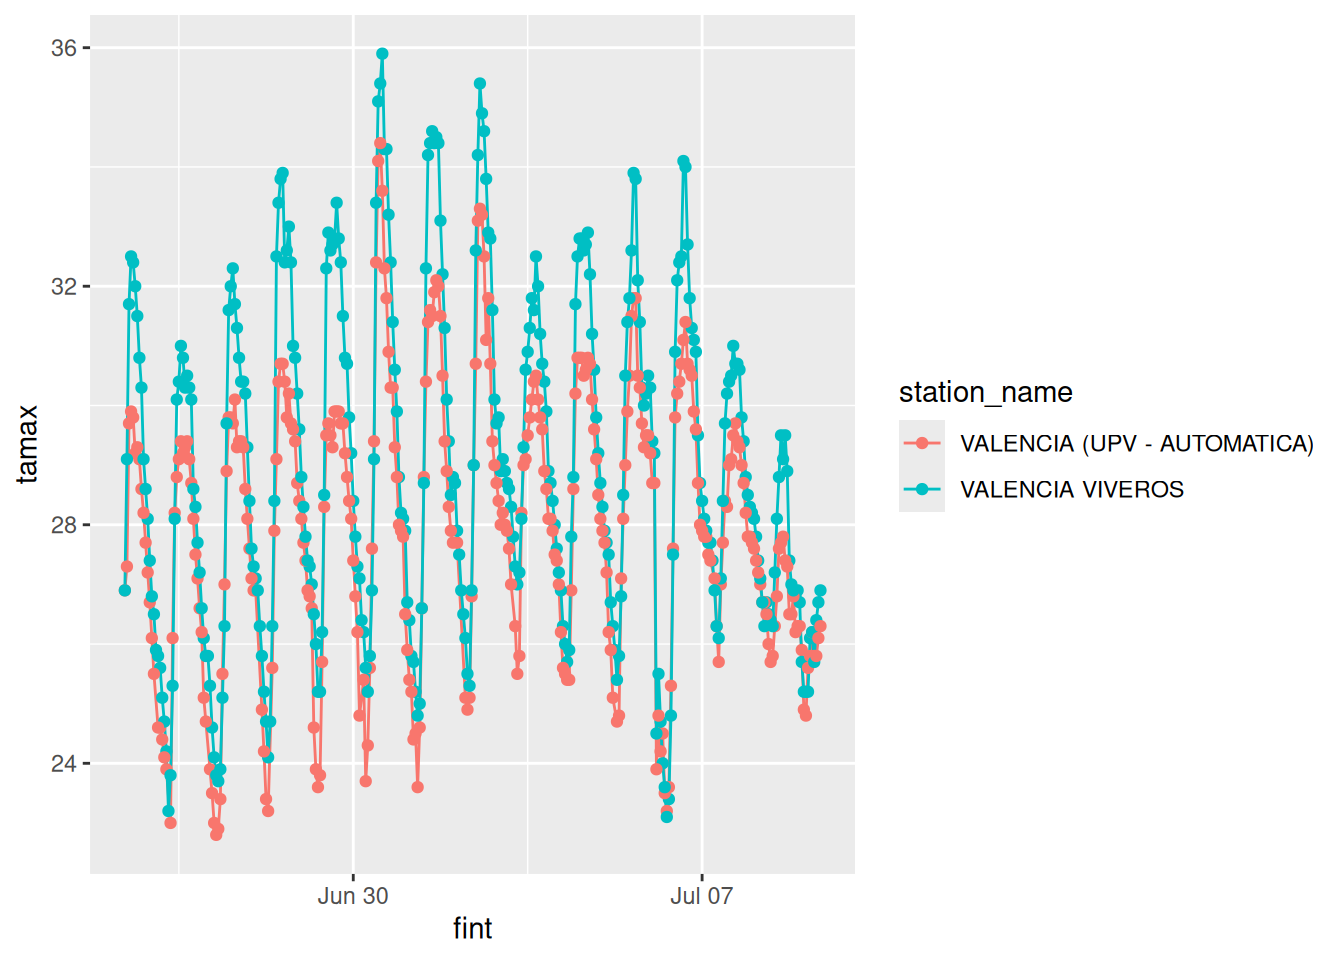 36
32
28
24
tamax
Jun 30
Jul 07
fint
station_name
VALENCIA (UPV - AUTOMATICA)
VALENCIA VIVEROS